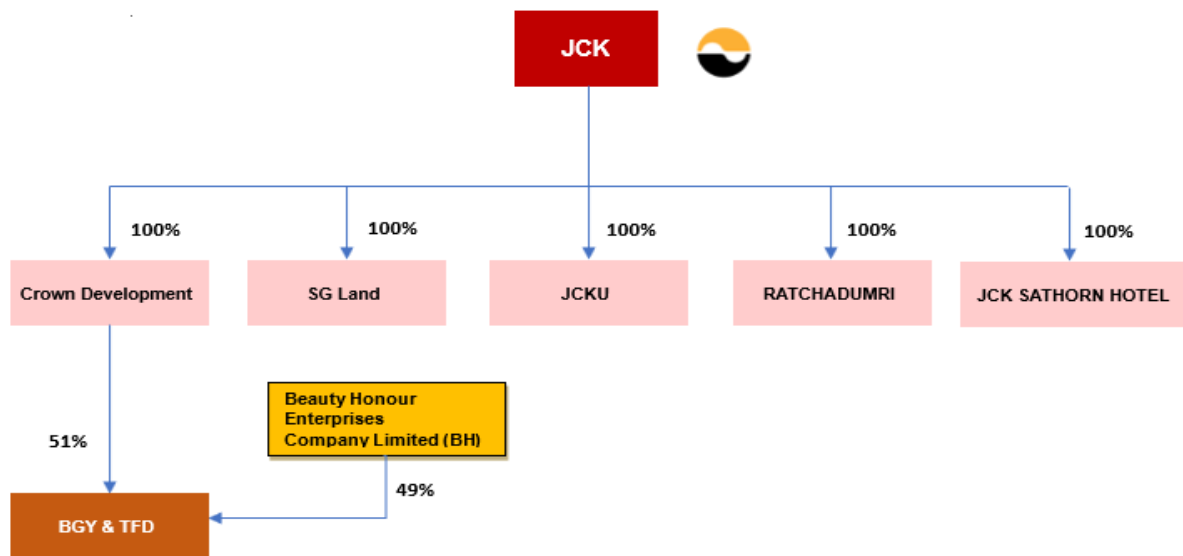 JCK
100%
100%
100%
100%
100%
Crown Development
SG Land
JCKU
RATCHADUMRI
JCK SATHORN HOTEL
Beauty Honour
Enterprises
Company Limited (BH)
51%
49%
BGY & TFD